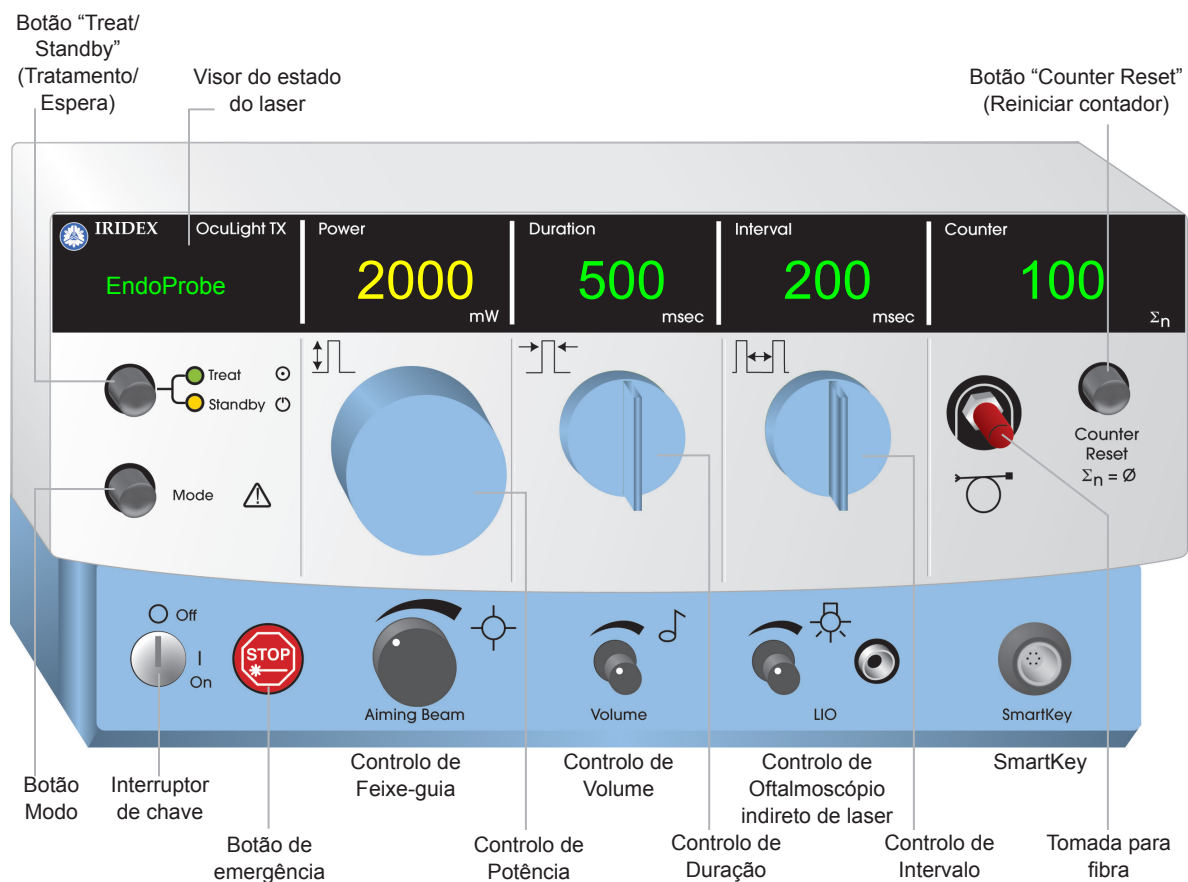 Botão “Treat/
Standby”
(Tratamento/
Espera)
Visor do estado
do laser
Botão “Counter Reset”
(Reiniciar contador)
IRIDEX OcuLight TX
EndoProbe
Power
2000
mW
Duration
500
msec
Interval
200
msec
Counter
100
Σn
Treat
Standby
Mode
Counter
Reset
Σn = Ø
Off
I
On
STOP
Aiming Beam
Volume
LIO
SmartKey
Botão
Modo
Interruptor
de chave
Botão de
emergência
Controlo de
Feixe-guia
Controlo de
Potência
Controlo de
Volume
Controlo de
Duração
Controlo de
Oftalmoscópio
indireto de laser
Controlo de
Intervalo
SmartKey
Tomada para
fibra